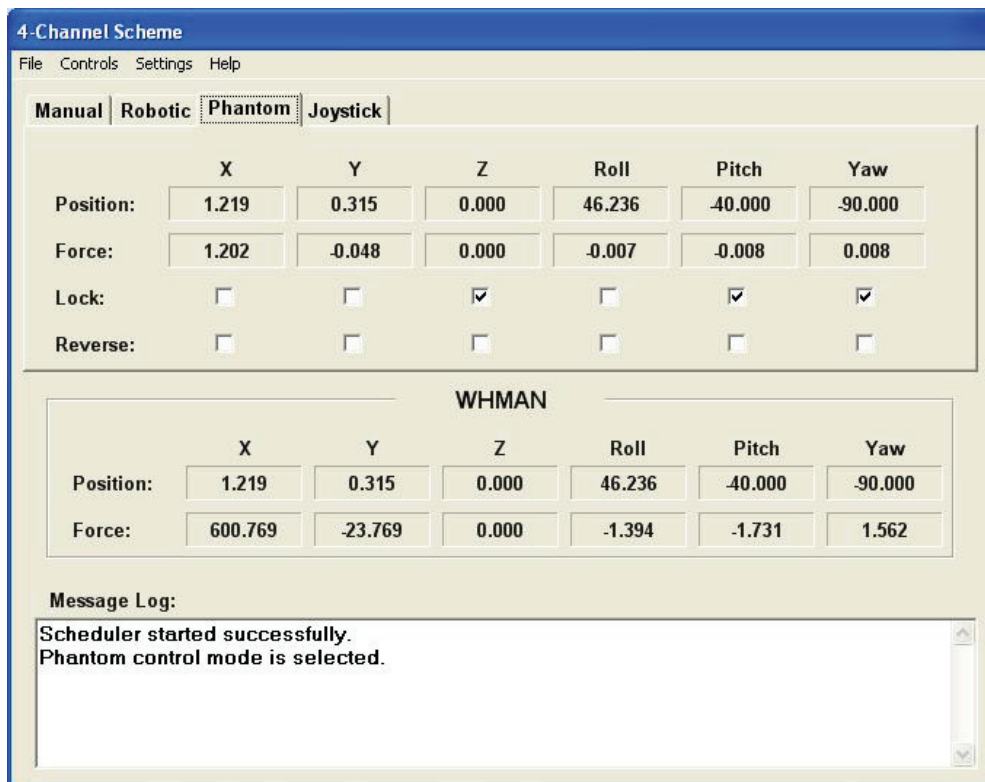 4-Channel Scheme
File Controls Settings Help
Manual Robotic Phantom Joystick
X Y Z Roll Pitch Yaw
Position: 1.219 0.315 0.000 46.236 -40.000 -90.000
Force: 1.202 -0.048 0.000 -0.007 -0.008 0.008
Lock:
Reverse:
WHMAN
X Y Z Roll Pitch Yaw
Position: 1.219 0.315 0.000 46.236 -40.000 -90.000
Force: 600.769 -23.769 0.000 -1.394 -1.731 1.562
Message Log:
Scheduler started successfully.
Phantom control mode is selected.